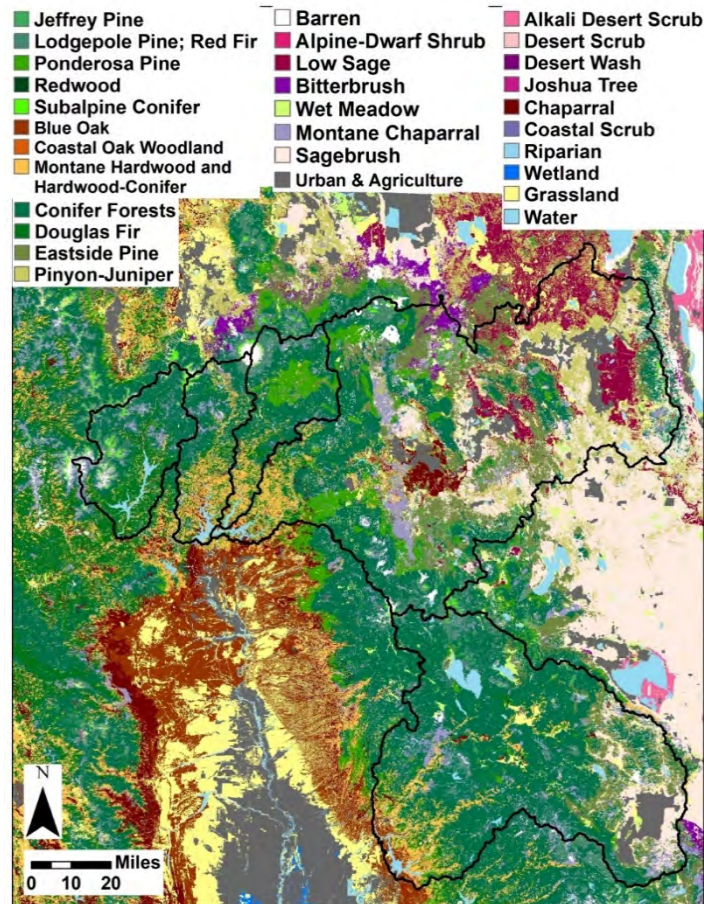 Jeffrey Pine
Lodgepole Pine; Red Fir
Ponderosa Pine
Redwood
Subalpine Conifer
Blue Oak
Coastal Oak Woodland
Montane Hardwood and
Hardwood-Conifer
Conifer Forests
Douglas Fir
Eastside Pine
Pinyon-Juniper
Barren
Alpine-Dwarf Shrub
Low Sage
Bitterbrush
Wet Meadow
Montane Chaparral
Sagebrush
Urban & Agriculture
Alkali Desert Scrub
Desert Scrub
Desert Wash
Joshua Tree
Chaparral
Coastal Scrub
Riparian
Wetland
Grassland
Water
N
Miles
0 10 20